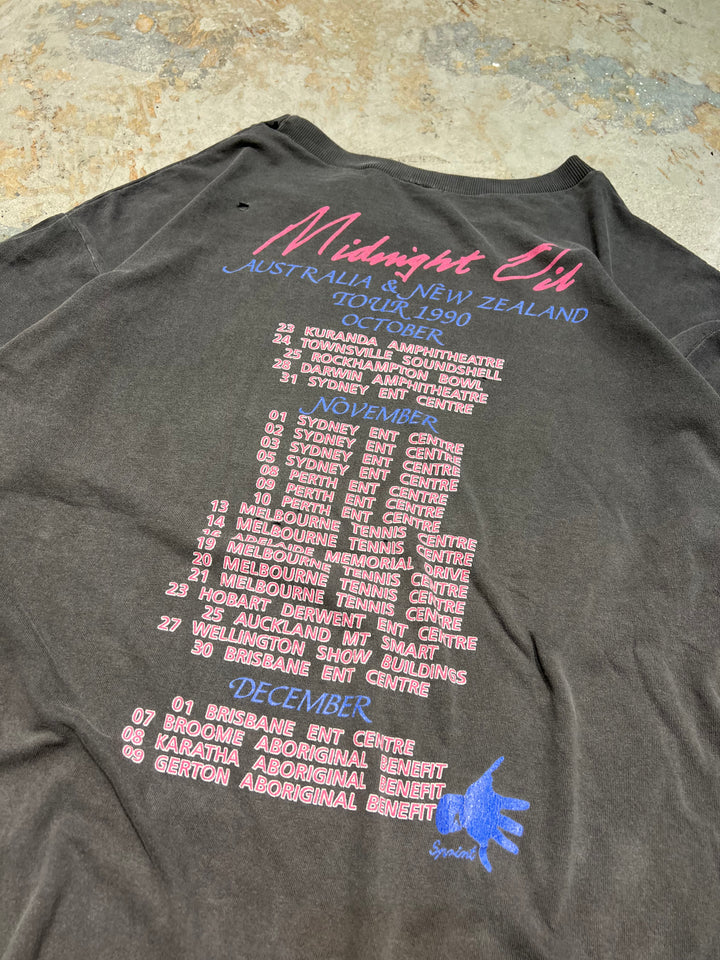 Midnight Oil
AUSTRALIA & NEW ZEALAND
TOUR 1990
OCTOBER
23 KURANDA AMPHITHEATRE
24 TOWNSVILLE SOUNDSHELL
25 ROCKHAMPTON BOWL
28 DARWIN AMPHITHEATRE
31 SYDNEY ENT CENTRE
NOVEMBER
01 SYDNEY ENT CENTRE
02 SYDNEY ENT CENTRE
03 SYDNEY ENT CENTRE
05 SYDNEY ENT CENTRE
08 PERTH ENT CENTRE
09 PERTH ENT CENTRE
10 PERTH ENT CENTRE
13 MELBOURNE TENNIS CENTRE
14 MELBOURNE TENNIS CENTRE
16 ADELAIDE MEMORIAL DRIVE
19 MELBOURNE TENNIS CENTRE
20 MELBOURNE TENNIS CENTRE
21 MELBOURNE TENNIS CENTRE
23 HOBART DERWENT ENT CENTRE
25 AUCKLAND MT SMART
27 WELLINGTON SHOW BUILDINGS
30 BRISBANE ENT CENTRE
DECEMBER
01 BRISBANE ENT CENTRE
07 BROOME ABORIGINAL BENEFIT
08 KARATHA ABORIGINAL BENEFIT
09 GERTON ABORIGINAL BENEFIT
Sprint